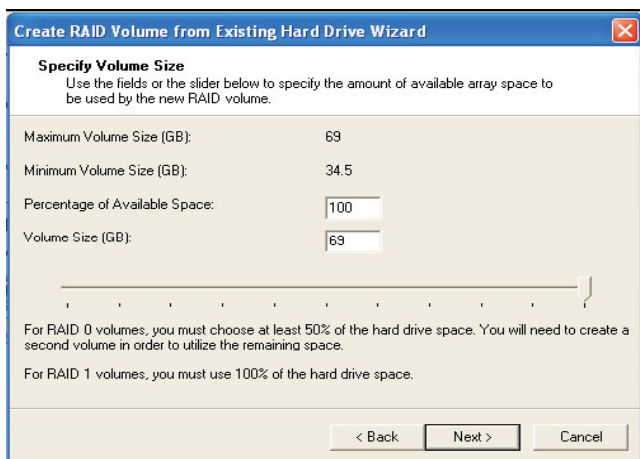 Create RAID Volume from Existing Hard Drive Wizard
Specify Volume Size
Use the fields or the slider below to specify the amount of available array space to
be used by the new RAID volume.
Maximum Volume Size (GB): 69
Minimum Volume Size (GB): 34.5
Percentage of Available Space: 100
Volume Size (GB): 69
For RAID 0 volumes, you must choose at least 50% of the hard drive space. You will need to create a
second volume in order to utilize the remaining space.
For RAID 1 volumes, you must use 100% of the hard drive space.
< Back Next > Cancel